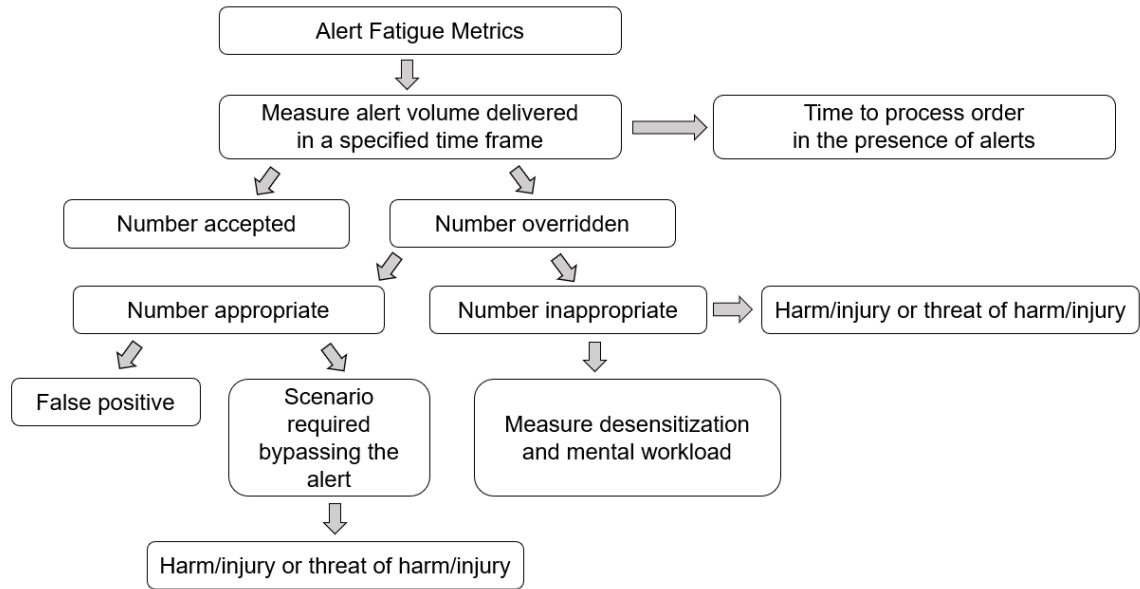 Alert Fatigue Metrics
Measure alert volume delivered
in a specified time frame
Time to process order
in the presence of alerts
Number accepted
Number overridden
Number appropriate
Number inappropriate
Harm/injury or threat of harm/injury
False positive
Scenario
required
bypassing the
alert
Measure desensitization
and mental workload
Harm/injury or threat of harm/injury